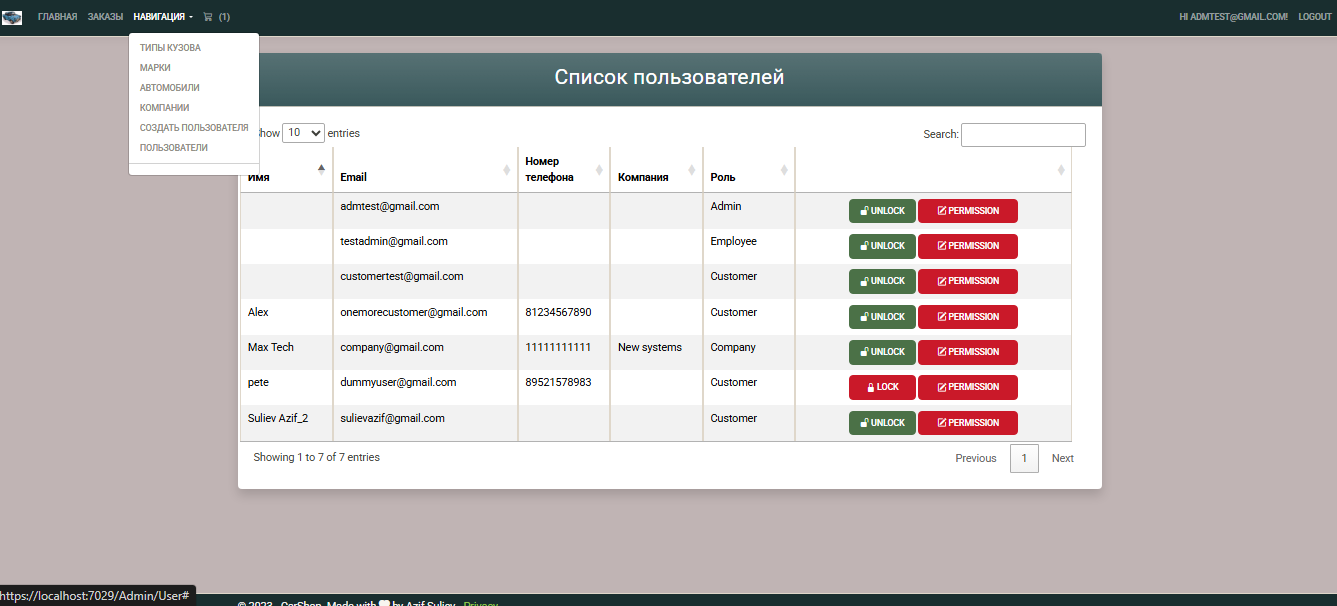 ГЛАВНАЯ ЗАКАЗЫ НАВИГАЦИЯ (1) HI ADMTEST@GMAIL.COM! LOGOUT
ТИПЫ КУЗОВА
МАРКИ
АВТОМОБИЛИ
КОМПАНИИ
СОЗДАТЬ ПОЛЬЗОВАТЕЛЯ
ПОЛЬЗОВАТЕЛИ
Список пользователей
Show 10 entries Search:
Имя Email Номер телефона Компания Роль
admtest@gmail.com Admin UNLOCK PERMISSION
testadmin@gmail.com Employee UNLOCK PERMISSION
customertest@gmail.com Customer UNLOCK PERMISSION
Alex onemorecustomer@gmail.com 81234567890 Customer UNLOCK PERMISSION
Max Tech company@gmail.com 11111111111 New systems Company UNLOCK PERMISSION
pete dummyuser@gmail.com 89521578983 Customer LOCK PERMISSION
Suliev Azif_2 sulievazif@gmail.com Customer UNLOCK PERMISSION
Showing 1 to 7 of 7 entries Previous 1 Next
https://localhost:7029/Admin/User#
© 2023 - CarShop. Made with by Azif Suliev - Privacy